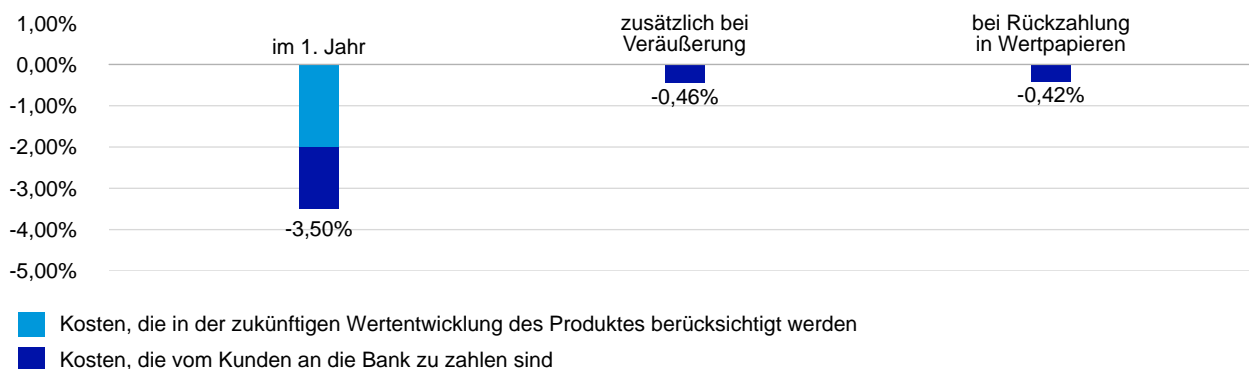 1,00%
0,00%
-1,00%
-2,00%
-3,00%
-4,00%
-5,00%
im 1. Jahr
-3,50%
zusätzlich bei
Veräußerung
-0,46%
bei Rückzahlung
in Wertpapieren
-0,42%
Kosten, die in der zukünftigen Wertentwicklung des Produktes berücksichtigt werden
Kosten, die vom Kunden an die Bank zu zahlen sind